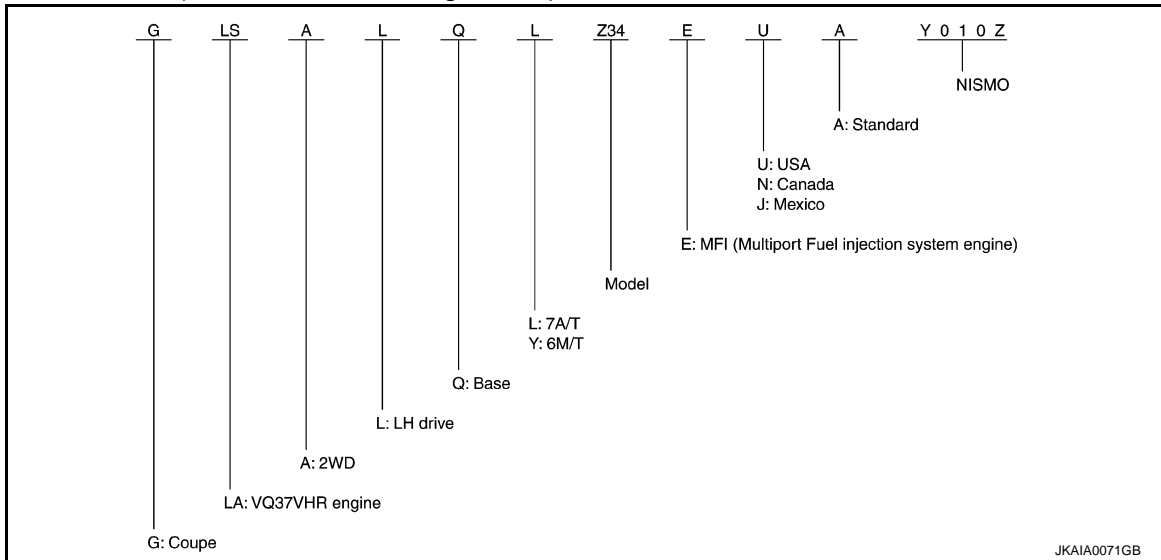 G LS A L Q L Z34 E U A Y 0 1 0 Z
NISMO
A: Standard
U: USA
N: Canada
J: Mexico
E: MFI (Multiport Fuel injection system engine)
Model
L: 7A/T
Y: 6M/T
Q: Base
L: LH drive
A: 2WD
LA: VQ37VHR engine
G: Coupe
JKAIA0071GB